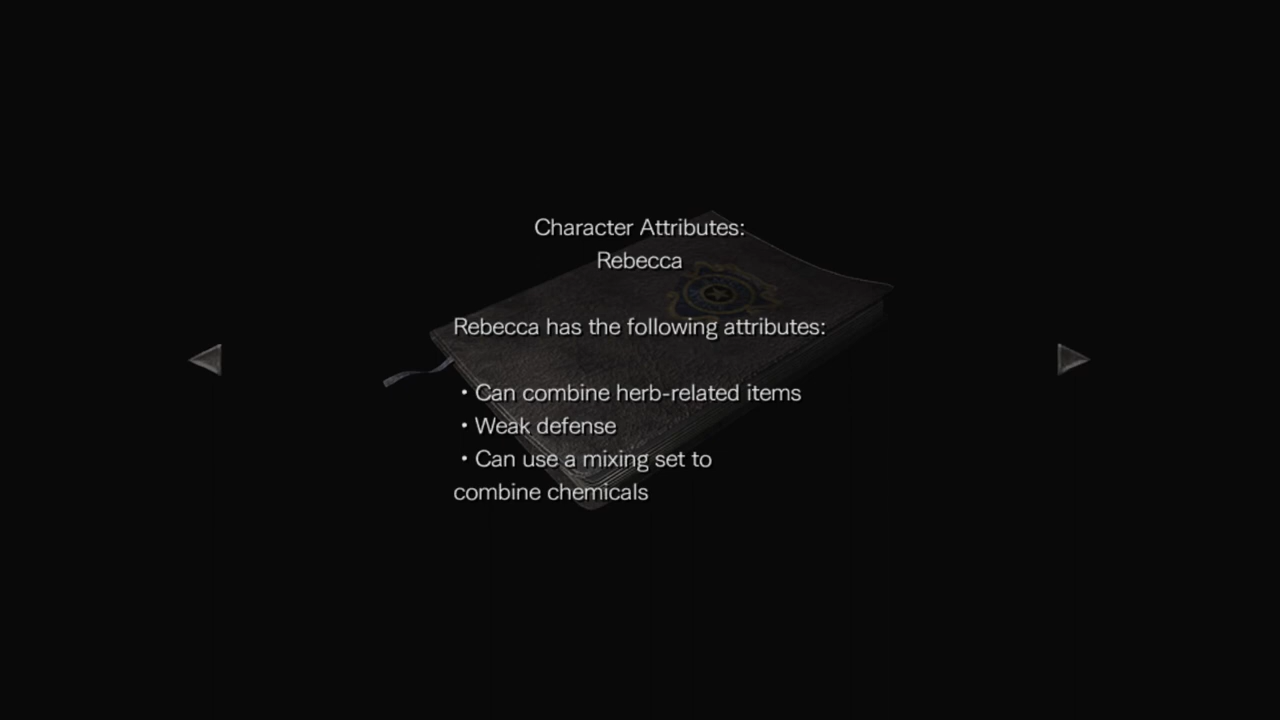 Character Attributes:
Rebecca
Rebecca has the following attributes:
・Can combine herb-related items
・Weak defense
・Can use a mixing set to
combine chemicals